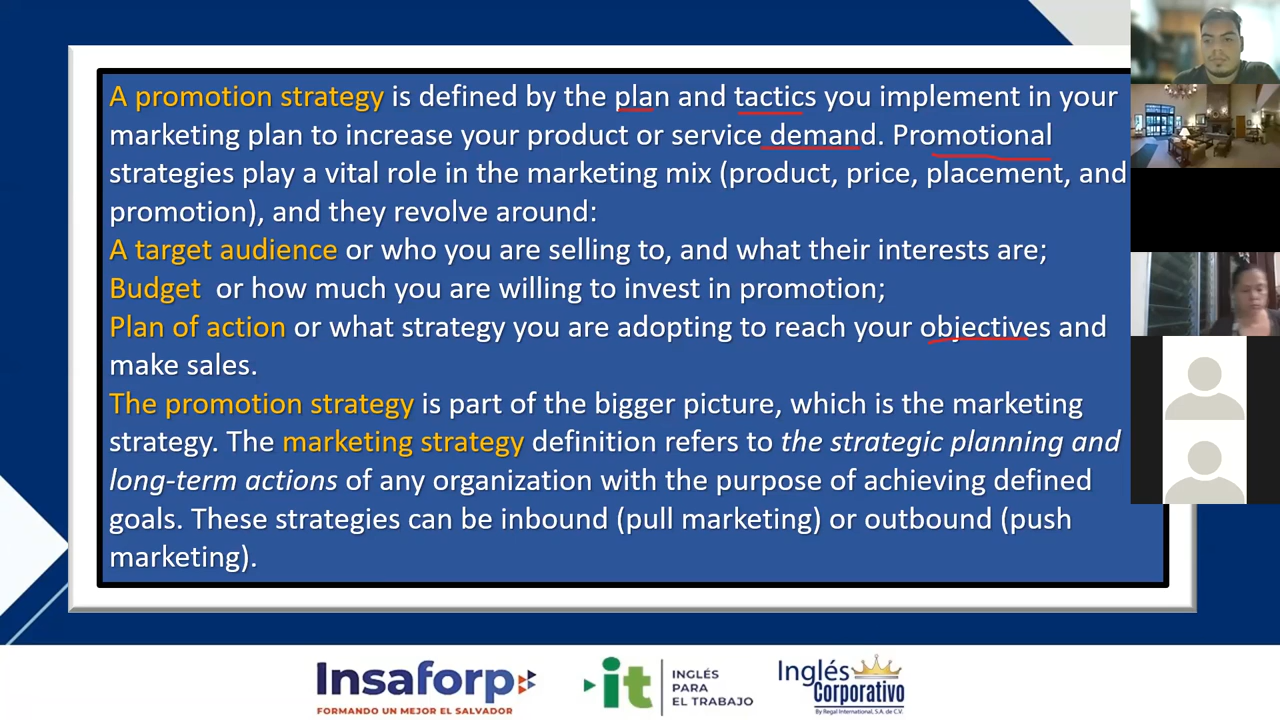 A promotion strategy is defined by the plan and tactics you implement in your
marketing plan to increase your product or service demand. Promotional
strategies play a vital role in the marketing mix (product, price, placement, and
promotion), and they revolve around:
A target audience or who you are selling to, and what their interests are;
Budget or how much you are willing to invest in promotion;
Plan of action or what strategy you are adopting to reach your objectives and
make sales.
The promotion strategy is part of the bigger picture, which is the marketing
strategy. The marketing strategy definition refers to the strategic planning and
long-term actions of any organization with the purpose of achieving defined
goals. These strategies can be inbound (pull marketing) or outbound (push
marketing).
Insaforp
FORMANDO UN MEJOR EL SALVADOR
it
INGLÉS
PARA
EL TRABAJO
Inglés
Corporativo
By Regal International, S.A. de C.V.